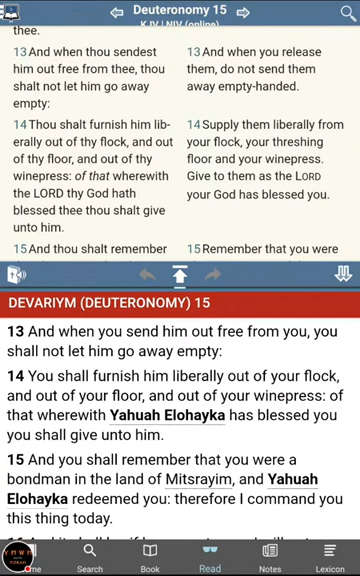 Deuteronomy 15
KJV | NIV (online)
thee.
13 And when thou sendest
him out free from thee, thou
shalt not let him go away
empty:
14 Thou shalt furnish him lib-
erally out of thy flock, and out
of thy floor, and out of thy
winepress: of that wherewith
the LORD thy God hath
blessed thee thou shalt give
unto him.
15 And thou shalt remember
13 And when you release
them, do not send them
away empty-handed.
14 Supply them liberally from
your flock, your threshing
floor and your winepress.
Give to them as the LORD
your God has blessed you.
15 Remember that you were
DEVARIYM (DEUTERONOMY) 15
13 And when you send him out free from you, you
shall not let him go away empty:
14 You shall furnish him liberally out of your flock,
and out of your floor, and out of your winepress: of
that wherewith Yahuah Elohayka has blessed you
you shall give unto him.
15 And you shall remember that you were a
bondman in the land of Mitsrayim, and Yahuah
Elohayka redeemed you: therefore I command you
this thing today.
YMWM
TORAH
Search
Book
Read
Notes
Lexicon